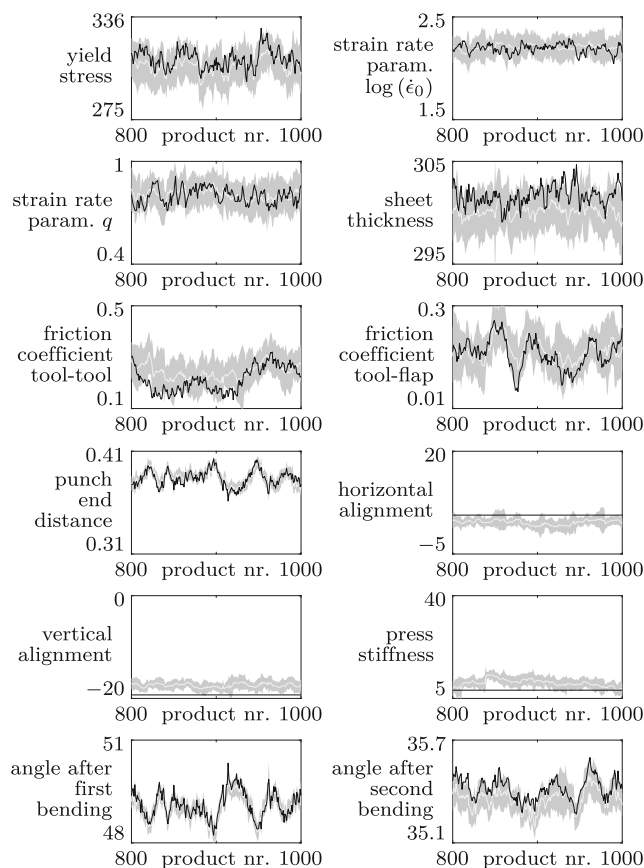 336
yield
stress
275
800 product nr. 1000
2.5
strain rate
param.
log (ε̇₀)
1.5
800 product nr. 1000
1
strain rate
param. q
0.4
800 product nr. 1000
305
sheet
thickness
295
800 product nr. 1000
0.5
friction
coefficient
tool-tool
0.1
800 product nr. 1000
0.3
friction
coefficient
tool-flap
0.01
800 product nr. 1000
0.41
punch
end
distance
0.31
800 product nr. 1000
20
horizontal
alignment
−5
800 product nr. 1000
0
vertical
alignment
−20
800 product nr. 1000
40
press
stiffness
5
800 product nr. 1000
51
angle after
first
bending
48
800 product nr. 1000
35.7
angle after
second
bending
35.1
800 product nr. 1000